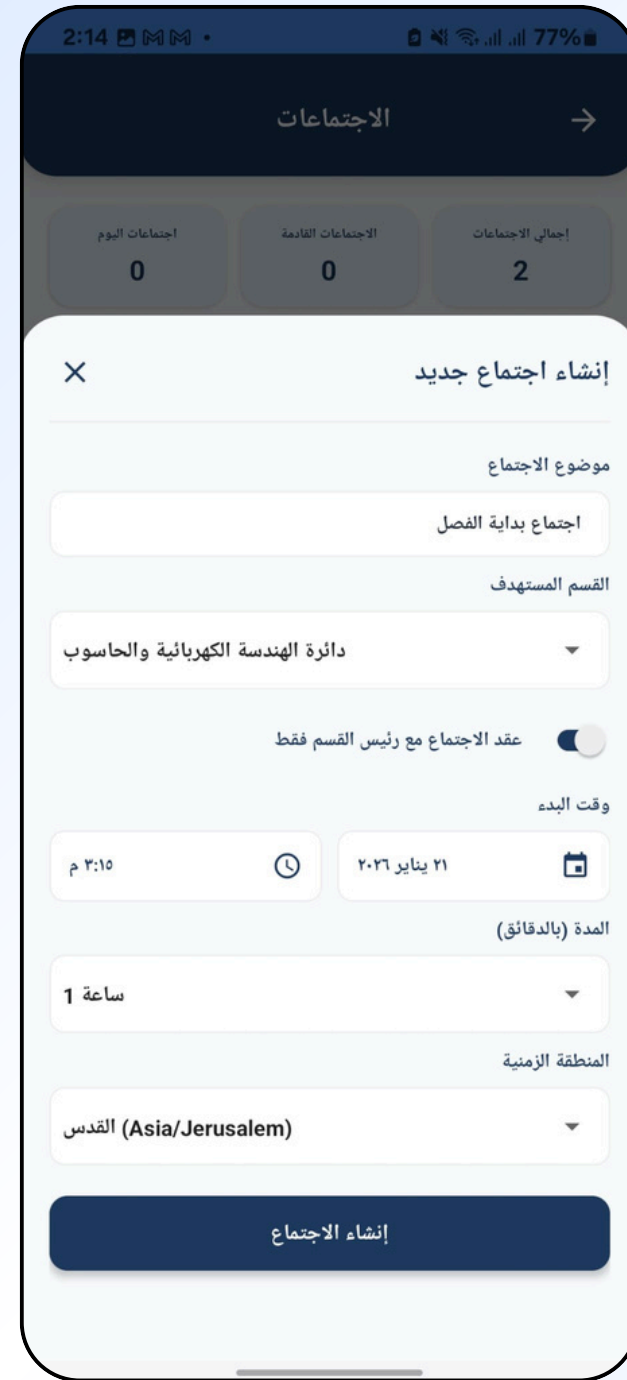 2:14 77%
الاجتماعات
إجمالي الاجتماعات الاجتماعات القادمة اجتماعات اليوم
2 0 0
إنشاء اجتماع جديد
موضوع الاجتماع
اجتماع بداية الفصل
القسم المستهدف
دائرة الهندسة الكهربائية والحاسوب
عقد الاجتماع مع رئيس القسم فقط
وقت البدء
٢١ يناير ٢٠٢٦ ٣:١٥ م
المدة (بالدقائق)
1 ساعة
المنطقة الزمنية
القدس (Asia/Jerusalem)
إنشاء الاجتماع